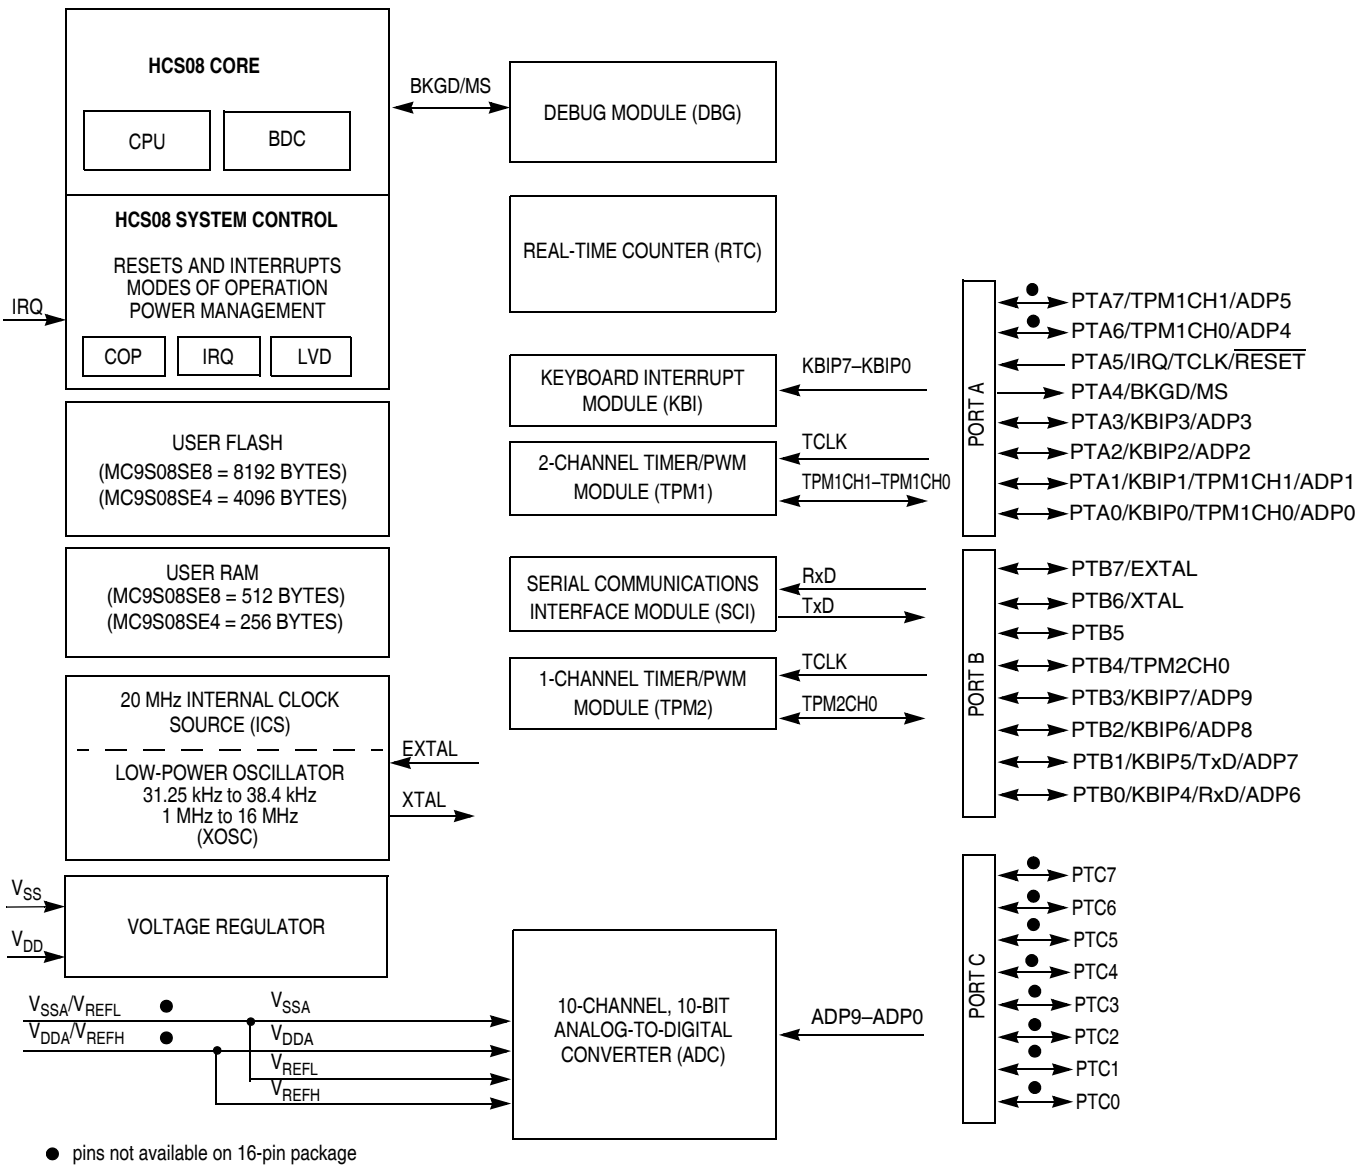 HCS08 CORE
CPU
BDC
BKGD/MS
DEBUG MODULE (DBG)
HCS08 SYSTEM CONTROL
RESETS AND INTERRUPTS
MODES OF OPERATION
POWER MANAGEMENT
IRQ
COP
IRQ
LVD
REAL-TIME COUNTER (RTC)
USER FLASH
(MC9S08SE8 = 8192 BYTES)
(MC9S08SE4 = 4096 BYTES)
KEYBOARD INTERRUPT
MODULE (KBI)
KBIP7–KBIP0
2-CHANNEL TIMER/PWM
MODULE (TPM1)
TCLK
TPM1CH1–TPM1CH0
USER RAM
(MC9S08SE8 = 512 BYTES)
(MC9S08SE4 = 256 BYTES)
SERIAL COMMUNICATIONS
INTERFACE MODULE (SCI)
RxD
TxD
20 MHz INTERNAL CLOCK
SOURCE (ICS)
LOW-POWER OSCILLATOR
31.25 kHz to 38.4 kHz
1 MHz to 16 MHz
(XOSC)
EXTAL
XTAL
1-CHANNEL TIMER/PWM
MODULE (TPM2)
TCLK
TPM2CH0
VSS
VDD
VOLTAGE REGULATOR
VSSA/VREFL
VDDA/VREFH
VSSA
VDDA
VREFL
VREFH
10-CHANNEL, 10-BIT
ANALOG-TO-DIGITAL
CONVERTER (ADC)
ADP9–ADP0
PORT A
PTA7/TPM1CH1/ADP5
PTA6/TPM1CH0/ADP4
PTA5/IRQ/TCLK/RESET
PTA4/BKGD/MS
PTA3/KBIP3/ADP3
PTA2/KBIP2/ADP2
PTA1/KBIP1/TPM1CH1/ADP1
PTA0/KBIP0/TPM1CH0/ADP0
PORT B
PTB7/EXTAL
PTB6/XTAL
PTB5
PTB4/TPM2CH0
PTB3/KBIP7/ADP9
PTB2/KBIP6/ADP8
PTB1/KBIP5/TxD/ADP7
PTB0/KBIP4/RxD/ADP6
PORT C
PTC7
PTC6
PTC5
PTC4
PTC3
PTC2
PTC1
PTC0
● pins not available on 16-pin package